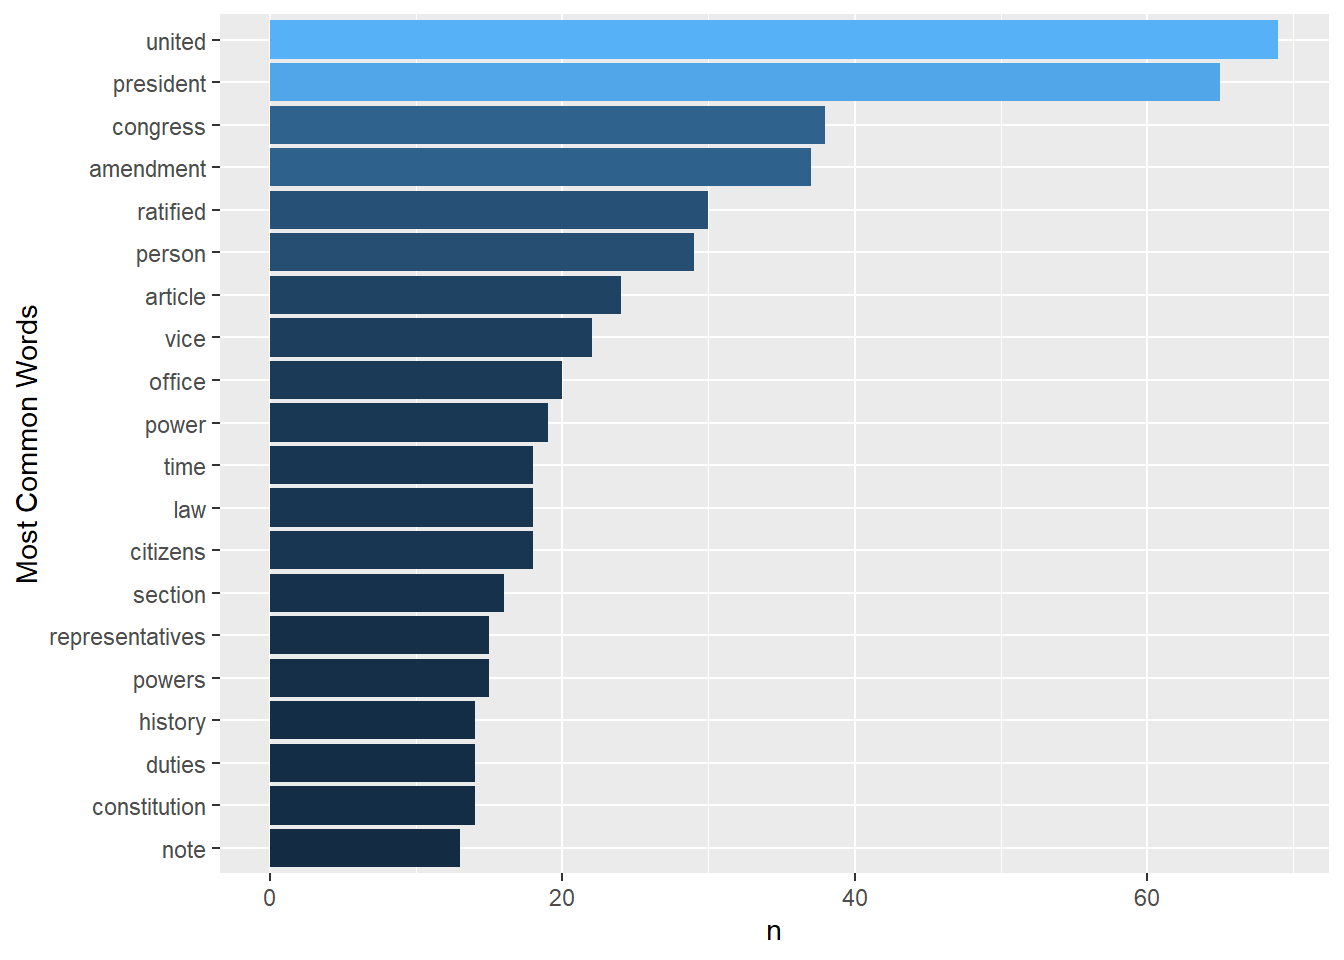 united
president
congress
amendment
ratified
person
article
vice
office
power
time
law
citizens
section
representatives
powers
history
duties
constitution
note
Most Common Words
0 20 40 60
n